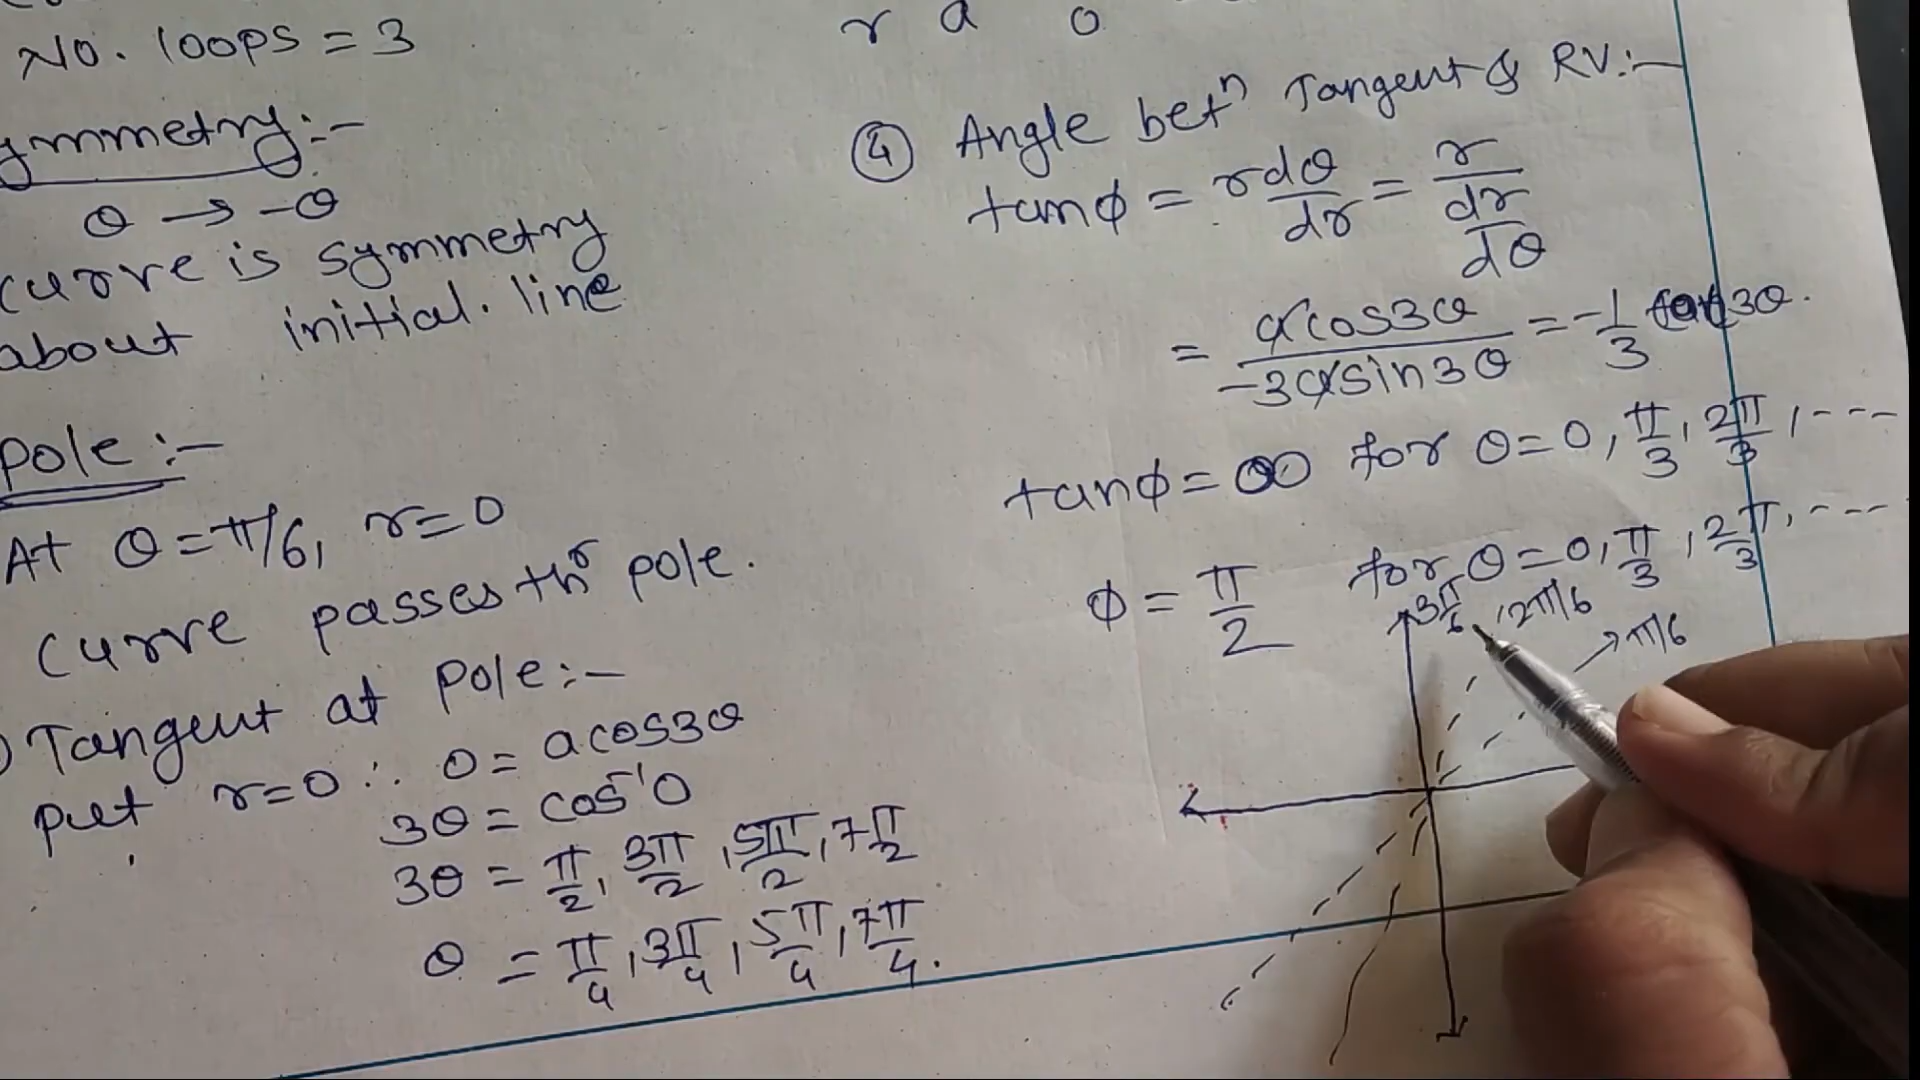 No. loops = 3
ymmetry:-
θ → -θ
curve is symmetry
about initial. line
Pole:-
At θ = π/6, r = 0
Curve passes thr pole.
Tangent at Pole:-
put r = 0 ∴ 0 = a cos3θ
3θ = cos⁻¹0
3θ = π/2, 3π/2, 5π/2, 7π/2
θ = π/4, 3π/4, 5π/4, 7π/4.
r a 0
④ Angle betⁿ Tangent & RV:-
tanφ = r dθ/dr = r/(dr/dθ)
= a cos3θ/-3a sin3θ = -1/3 cot3θ.
tanφ = ∞ for θ = 0, π/3, 2π/3, ---
φ = π/2 for θ = 0, π/3, 2π/3, ---
3π/6, 2π/6
π/6